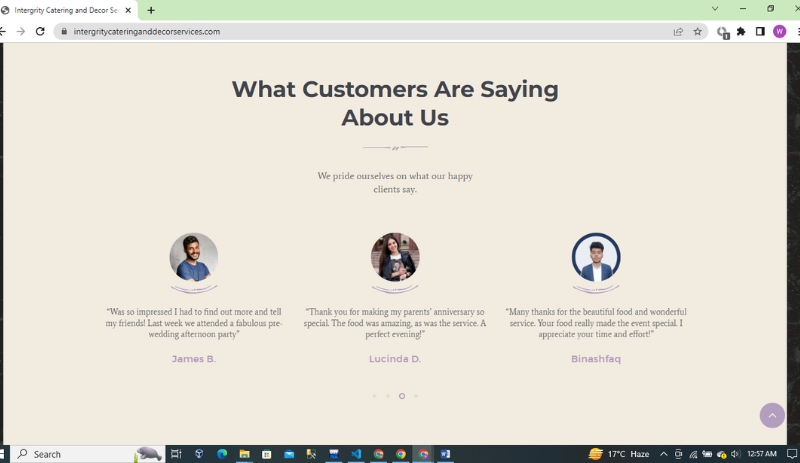 Intergrity Catering and Decor Se
intergritycateringanddecorservices.com
W
What Customers Are Saying
About Us
We pride ourselves on what our happy
clients say.
“Was so impressed I had to find out more and tell
my friends! Last week we attended a fabulous pre-
wedding afternoon party”
James B.
“Thank you for making my parents’ anniversary so
special. The food was amazing, as was the service. A
perfect evening!”
Lucinda D.
“Many thanks for the beautiful food and wonderful
service. Your food really made the event special. I
appreciate your time and effort!”
Binashfaq
Search
17°C Haze
12:57 AM